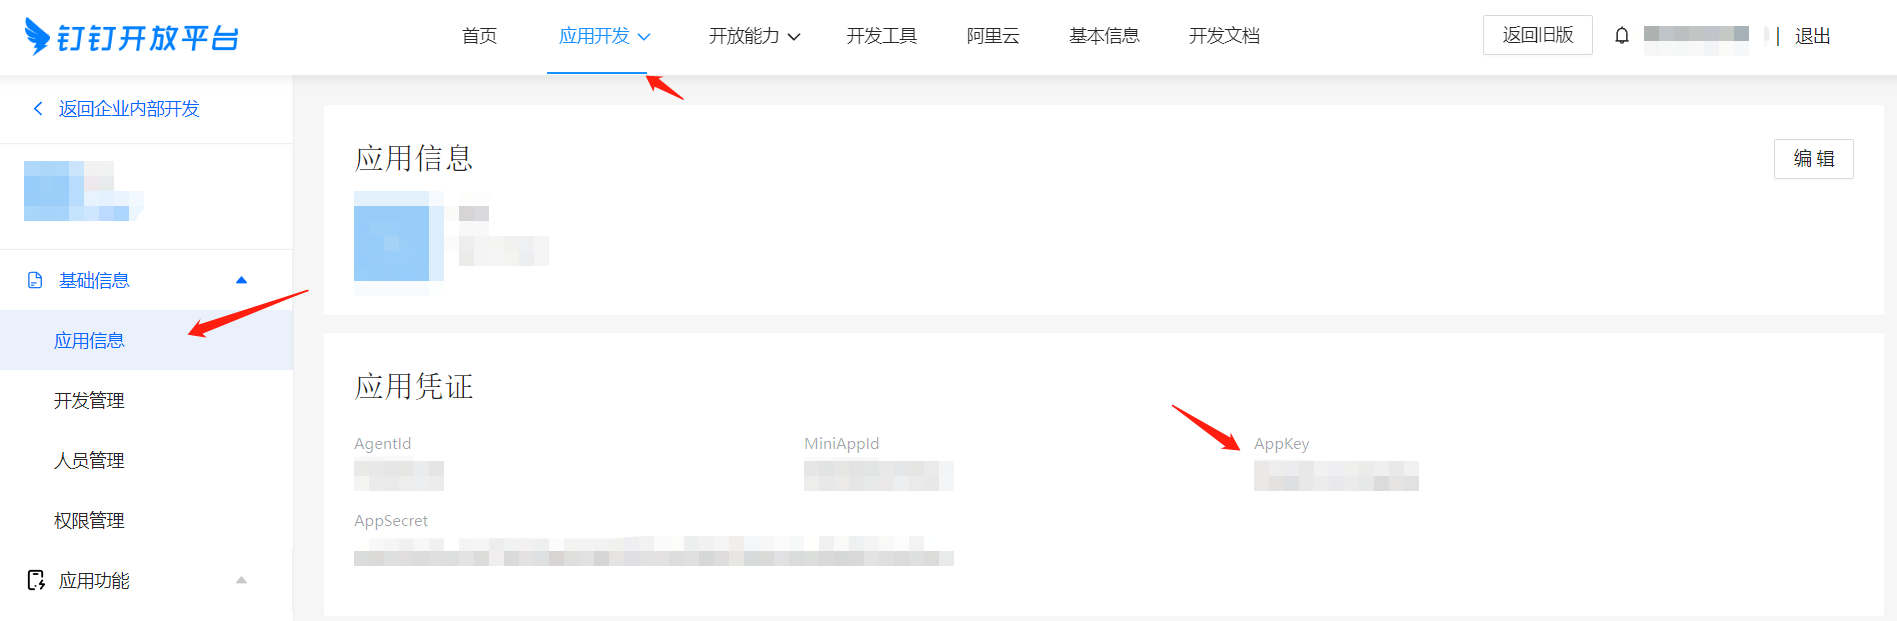 钉钉开放平台 首页 应用开发 开放能力 开发工具 阿里云 基本信息 开发文档 返回旧版 退出
返回企业内部开发
基础信息
应用信息
开发管理
人员管理
权限管理
应用功能
应用信息 编辑
应用凭证
AgentId MiniAppId AppKey
AppSecret